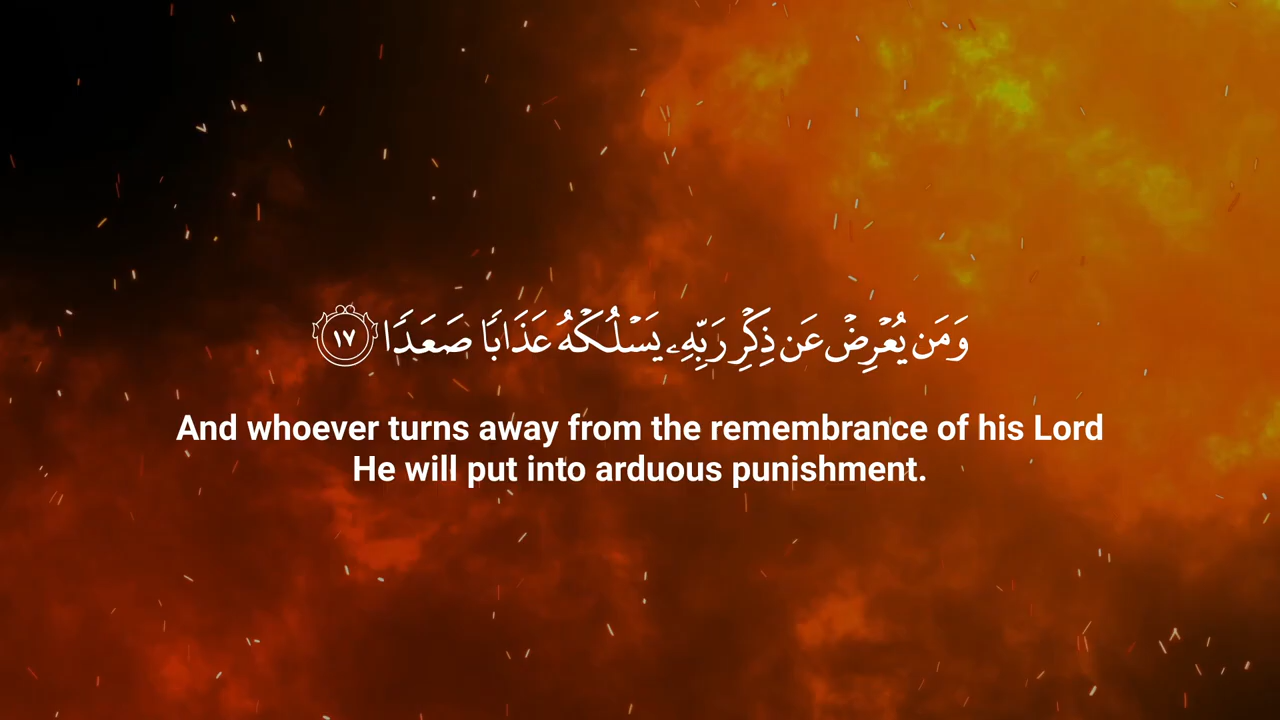 وَمَن يُعْرِضْ عَن ذِكْرِ رَبِّهِۦ يَسْلُكْهُ عَذَابًا صَعَدًا ١٧
And whoever turns away from the remembrance of his Lord
He will put into arduous punishment.